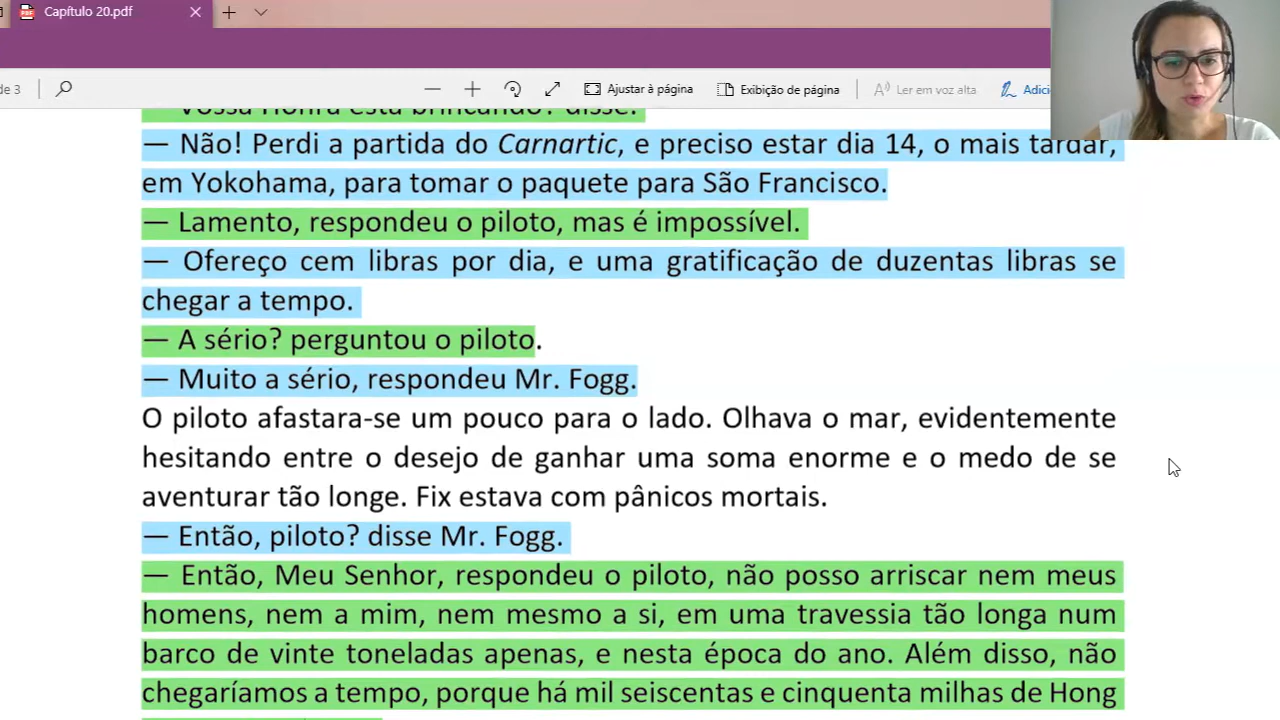 Capítulo 20.pdf
de 3
Ajustar à página
Exibição de página
Ler em voz alta
— Vossa Honra está brincando? disse.
— Não! Perdi a partida do Carnartic, e preciso estar dia 14, o mais tardar,
em Yokohama, para tomar o paquete para São Francisco.
— Lamento, respondeu o piloto, mas é impossível.
— Ofereço cem libras por dia, e uma gratificação de duzentas libras se
chegar a tempo.
— A sério? perguntou o piloto.
— Muito a sério, respondeu Mr. Fogg.
O piloto afastara-se um pouco para o lado. Olhava o mar, evidentemente
hesitando entre o desejo de ganhar uma soma enorme e o medo de se
aventurar tão longe. Fix estava com pânicos mortais.
— Então, piloto? disse Mr. Fogg.
— Então, Meu Senhor, respondeu o piloto, não posso arriscar nem meus
homens, nem a mim, nem mesmo a si, em uma travessia tão longa num
barco de vinte toneladas apenas, e nesta época do ano. Além disso, não
chegaríamos a tempo, porque há mil seiscentas e cinquenta milhas de Hong